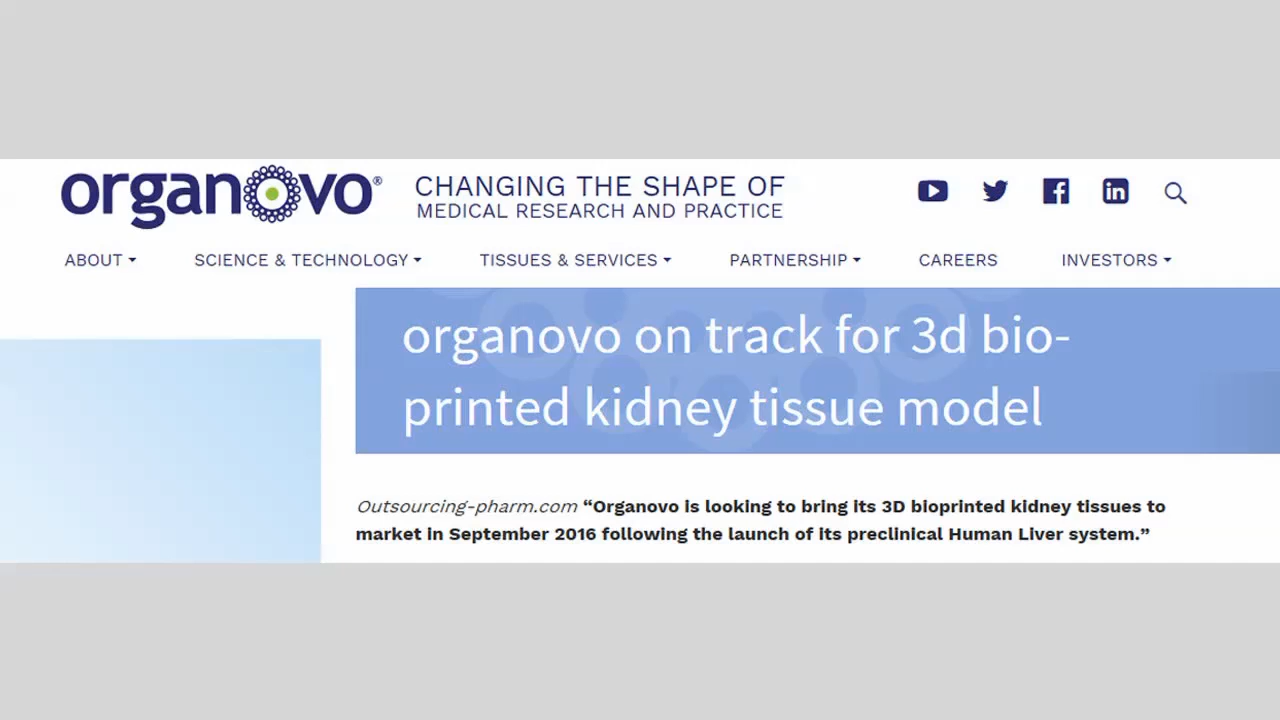 organovo®
CHANGING THE SHAPE OF
MEDICAL RESEARCH AND PRACTICE
ABOUT SCIENCE & TECHNOLOGY TISSUES & SERVICES PARTNERSHIP CAREERS INVESTORS
organovo on track for 3d bio-
printed kidney tissue model
Outsourcing-pharm.com “Organovo is looking to bring its 3D bioprinted kidney tissues to
market in September 2016 following the launch of its preclinical Human Liver system.”